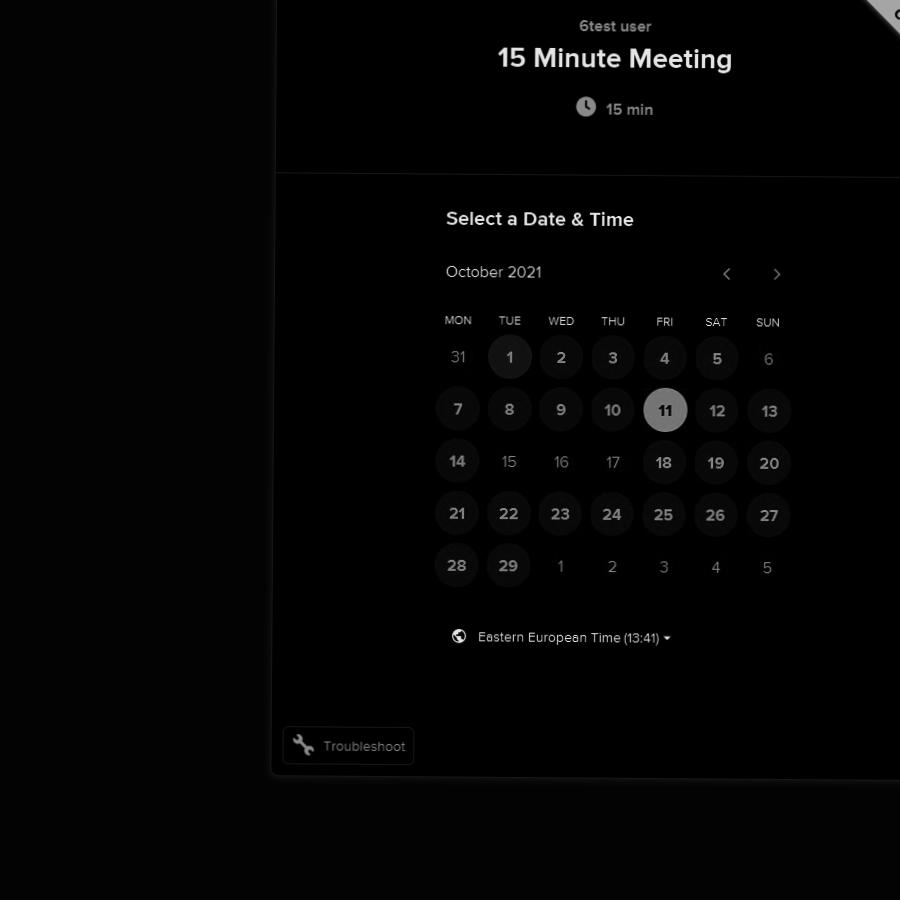 6test user
15 Minute Meeting
15 min
Select a Date & Time
October 2021
MON TUE WED THU FRI SAT SUN
31 1 2 3 4 5 6
7 8 9 10 11 12 13
14 15 16 17 18 19 20
21 22 23 24 25 26 27
28 29 1 2 3 4 5
Eastern European Time (13:41)
Troubleshoot